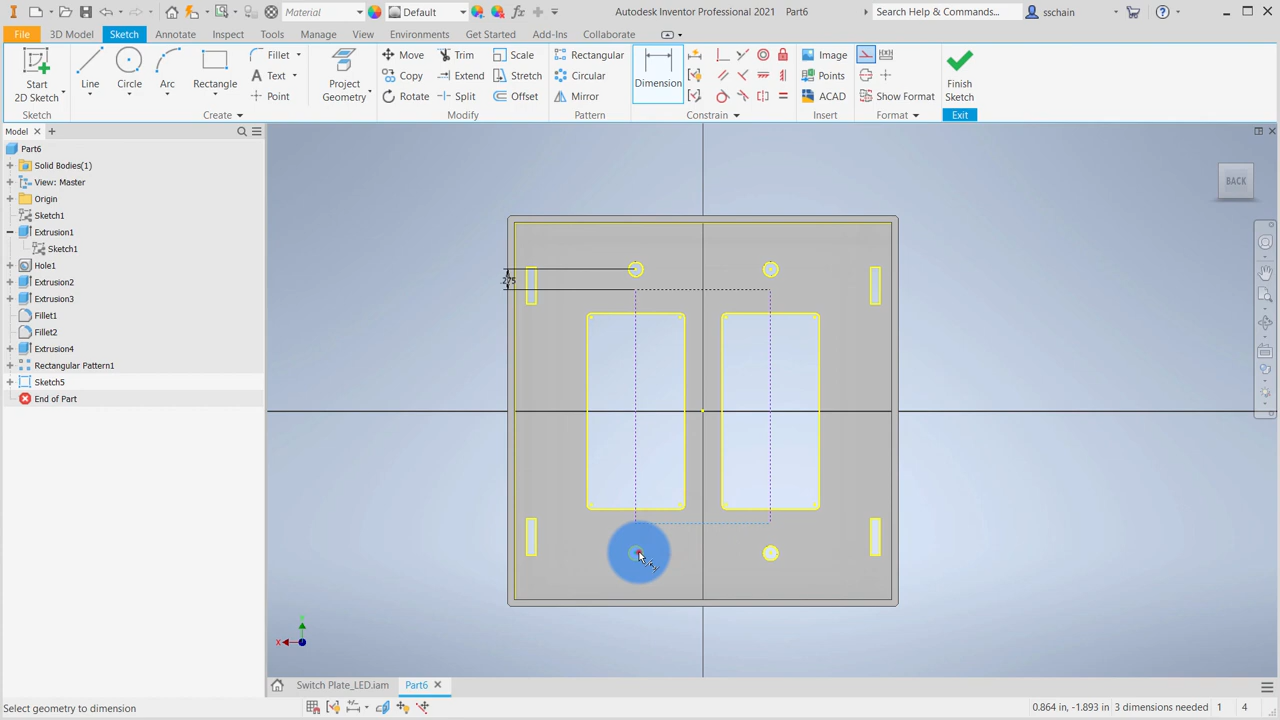 Material
Default
Autodesk Inventor Professional 2021 Part6
Search Help & Commands...
sschain
File
3D Model
Sketch
Annotate
Inspect
Tools
Manage
View
Environments
Get Started
Add-Ins
Collaborate
Start
2D Sketch
Line
Circle
Arc
Rectangle
Fillet
Text
Point
Project
Geometry
Move
Copy
Rotate
Trim
Extend
Split
Scale
Stretch
Offset
Rectangular
Circular
Mirror
Dimension
Image
Points
ACAD
Show Format
Finish
Sketch
Sketch
Create
Modify
Pattern
Constrain
Insert
Format
Exit
Model
Part6
Solid Bodies(1)
View: Master
Origin
Sketch1
Extrusion1
Sketch1
Hole1
Extrusion2
Extrusion3
Fillet1
Fillet2
Extrusion4
Rectangular Pattern1
Sketch5
End of Part
BACK
.275
X
Switch Plate_LED.iam
Part6
Select geometry to dimension
0.864 in, -1.893 in
3 dimensions needed
1
4